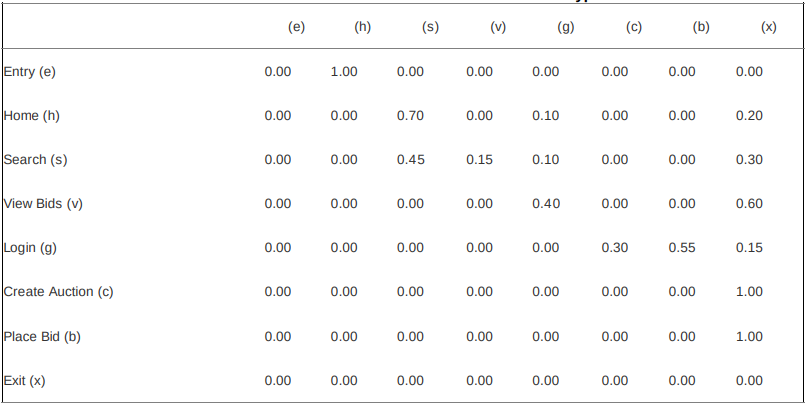 (e) (h) (s) (v) (g) (c) (b) (x)
Entry (e) 0.00 1.00 0.00 0.00 0.00 0.00 0.00 0.00
Home (h) 0.00 0.00 0.70 0.00 0.10 0.00 0.00 0.20
Search (s) 0.00 0.00 0.45 0.15 0.10 0.00 0.00 0.30
View Bids (v) 0.00 0.00 0.00 0.00 0.40 0.00 0.00 0.60
Login (g) 0.00 0.00 0.00 0.00 0.00 0.30 0.55 0.15
Create Auction (c) 0.00 0.00 0.00 0.00 0.00 0.00 0.00 1.00
Place Bid (b) 0.00 0.00 0.00 0.00 0.00 0.00 0.00 1.00
Exit (x) 0.00 0.00 0.00 0.00 0.00 0.00 0.00 0.00